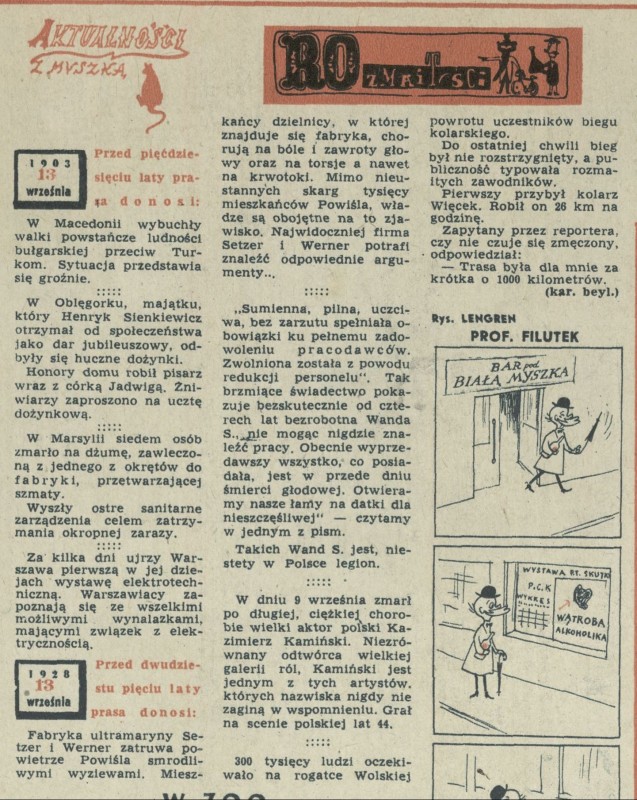 AKTUALNOŚCI
Z MYSZKĄ
ROZMAITOŚCI
1903
13
września
Przed pięćdzie-
sięciu laty pra-
sa donosi:
W Macedonii wybuchły
walki powstańcze ludności
bułgarskiej przeciw Tur-
kom. Sytuacja przedstawia
się groźnie.
:::::
W Oblęgorku, majątku,
który Henryk Sienkiewicz
otrzymał od społeczeństwa
jako dar jubileuszowy, od-
były się huczne dożynki.
Honory domu robił pisarz
wraz z córką Jadwigą. Żni-
wiarzy zaproszono na ucztę
dożynkową.
:::::
W Marsylii siedem osób
zmarło na dżumę, zawleczo-
ną z jednego z okrętów do
fabryki, przetwarzającej
szmaty.
Wyszły ostre sanitarne
zarządzenia celem zatrzy-
mania okropnej zarazy.
:::::
Za kilka dni ujrzy War-
szawa pierwszą w jej dzie-
jach wystawę elektrotech-
niczną. Warszawiacy za-
poznają się ze wszelkimi
możliwymi wynalazkami,
mającymi związek z elek-
trycznością.
1928
13
września
Przed dwudzie-
stu pięciu laty
prasa donosi:
Fabryka ultramaryny Se-
tzer i Werner zatruwa po-
wietrze Powiśla smrodli-
wymi wyziewami. Miesz-
kańcy dzielnicy, w której
znajduje się fabryka, cho-
rują na bóle i zawroty gło-
wy oraz na torsje a nawet
na krwotoki. Mimo nieu-
stannych skarg tysięcy
mieszkańców Powiśla, wła-
dze są obojętne na to zja-
wisko. Najwidoczniej firma
Setzer i Werner potrafi
znaleźć odpowiednie argu-
menty...
:::::
„Sumienna, pilna, uczci-
wa, bez zarzutu spełniała o-
bowiązki ku pełnemu zado-
woleniu pracodawców.
Zwolniona została z powodu
redukcji personelu". Tak
brzmiące świadectwo poka-
zuje bezskutecznie od czte-
rech lat bezrobotna Wanda
S., nie mogąc nigdzie zna-
leźć pracy. Obecnie wyprze-
dawszy wszystko, co posia-
dała, jest w przede dniu
śmierci głodowej. Otwiera-
my nasze łamy na datki dla
nieszczęśliwej" — czytamy
w jednym z pism.
Takich Wand S. jest, nie-
stety w Polsce legion.
:::::
W dniu 9 września zmarł
po długiej, ciężkiej choro-
bie wielki aktor polski Ka-
zimierz Kamiński. Niezró-
wnany odtwórca wielkiej
galerii ról, Kamiński jest
jednym z tych artystów,
których nazwiska nigdy nie
zaginą w wspomnieniu. Grał
na scenie polskiej lat 44.
:::::
300 tysięcy ludzi oczeki-
wało na rogatce Wolskiej
powrotu uczestników biegu
kolarskiego.
Do ostatniej chwili bieg
był nie rozstrzygnięty, a pu-
bliczność typowała rozma-
itych zawodników.
Pierwszy przybył kolarz
Więcek. Robił on 26 km na
godzinę.
Zapytany przez reportera,
czy nie czuje się zmęczony,
odpowiedział:
— Trasa była dla mnie za
krótka o 1000 kilometrów.
(kar. beyl.)
Rys. LENGREN
PROF. FILUTEK
BAR pod
BIAŁĄ MYSZKĄ
WYSTAWA PT. SKUTKI
P.C.K
WYKRES
WĄTROBA
ALKOHOLIKA